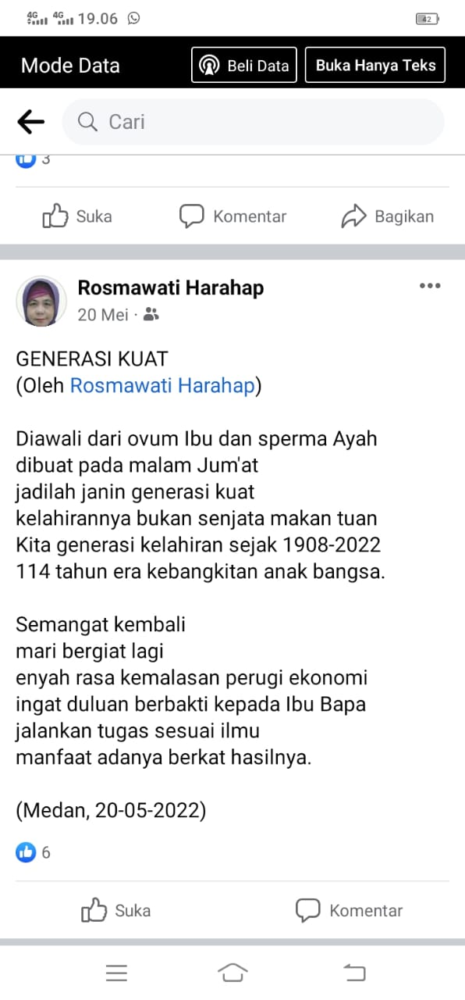 4G 4G 19.06 42
Mode Data Beli Data Buka Hanya Teks
Cari
3
Suka Komentar Bagikan
Rosmawati Harahap
20 Mei ·
GENERASI KUAT
(Oleh Rosmawati Harahap)
Diawali dari ovum Ibu dan sperma Ayah
dibuat pada malam Jum'at
jadilah janin generasi kuat
kelahirannya bukan senjata makan tuan
Kita generasi kelahiran sejak 1908-2022
114 tahun era kebangkitan anak bangsa.
Semangat kembali
mari bergiat lagi
enyah rasa kemalasan perugi ekonomi
ingat duluan berbakti kepada Ibu Bapa
jalankan tugas sesuai ilmu
manfaat adanya berkat hasilnya.
(Medan, 20-05-2022)
6
Suka Komentar